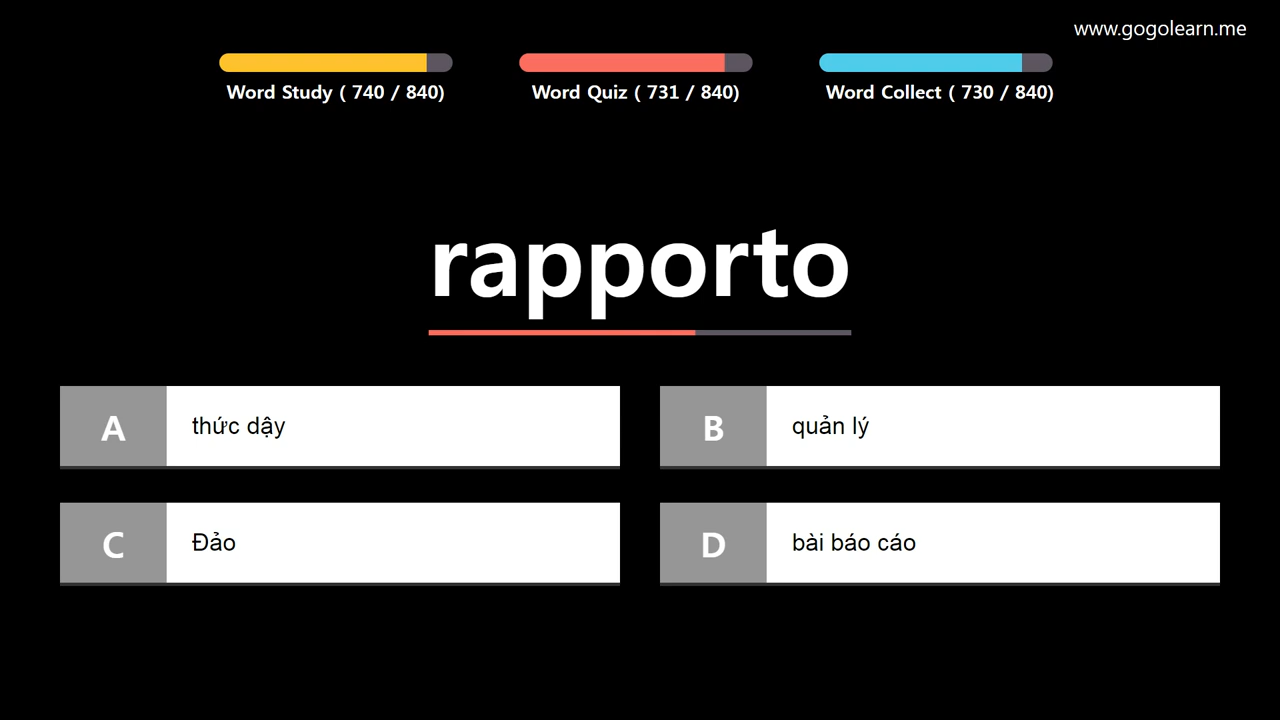 www.gogolearn.me
Word Study ( 740 / 840)
Word Quiz ( 731 / 840)
Word Collect ( 730 / 840)
rapporto
A thức dậy
B quản lý
C Đảo
D bài báo cáo